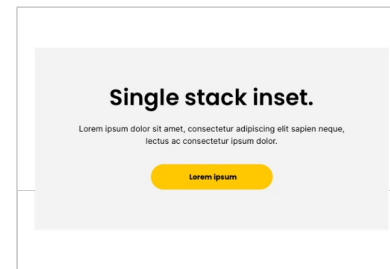 Single stack inset.
Lorem ipsum dolor sit amet, consectetur adipiscing elit sapien neque,
lectus ac consectetur ipsum dolor.
Lorem ipsum